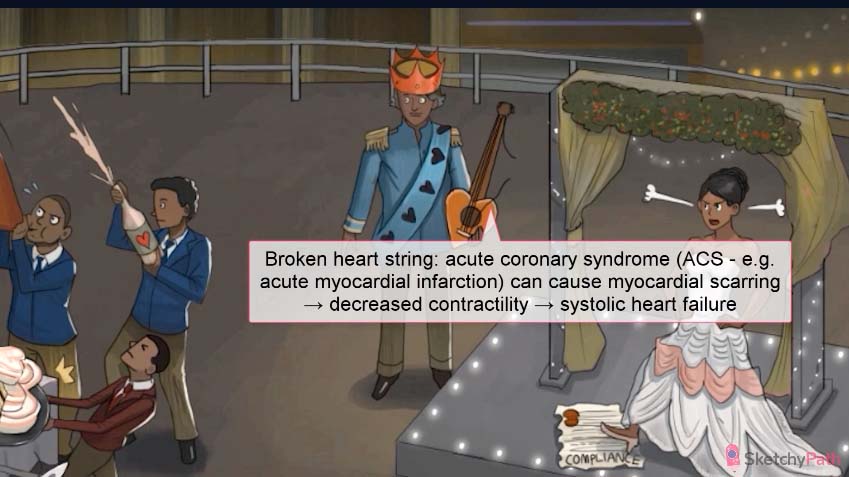 Broken heart string: acute coronary syndrome (ACS - e.g.
acute myocardial infarction) can cause myocardial scarring
→ decreased contractility → systolic heart failure
COMPLIANCE
SketchyPath